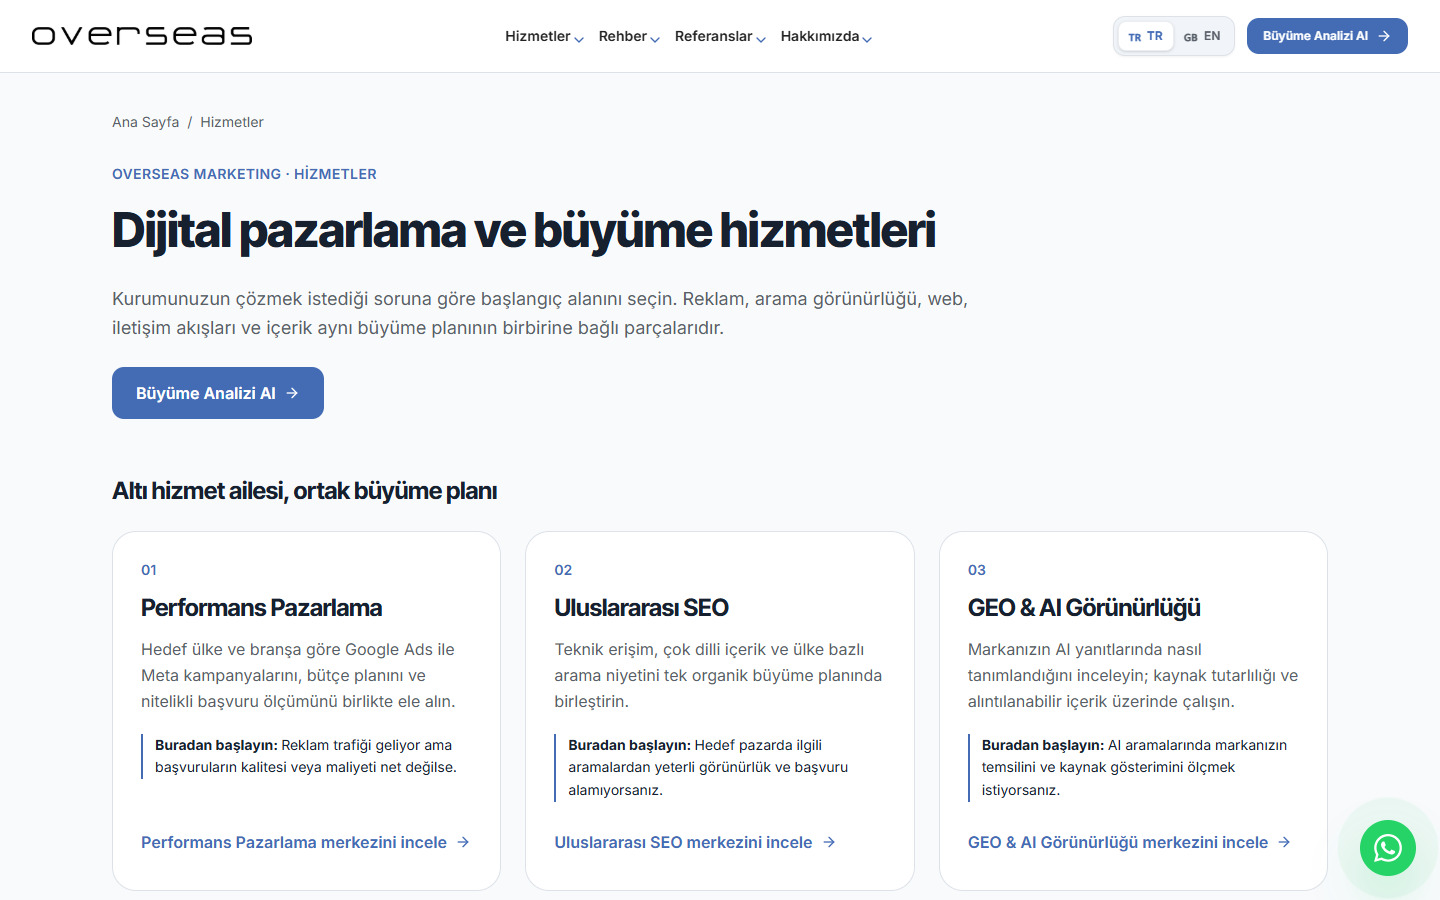 overseas
Hizmetler
Rehber
Referanslar
Hakkımızda
TR TR
GB EN
Büyüme Analizi AI
Ana Sayfa / Hizmetler
OVERSEAS MARKETING · HİZMETLER
Dijital pazarlama ve büyüme hizmetleri
Kurumunuzun çözmek istediği soruna göre başlangıç alanını seçin. Reklam, arama görünürlüğü, web,
iletişim akışları ve içerik aynı büyüme planının birbirine bağlı parçalarıdır.
Büyüme Analizi AI
Altı hizmet ailesi, ortak büyüme planı
01
Performans Pazarlama
Hedef ülke ve branşa göre Google Ads ile
Meta kampanyalarını, bütçe planını ve
nitelikli başvuru ölçümünü birlikte ele alın.
Buradan başlayın: Reklam trafiği geliyor ama
başvuruların kalitesi veya maliyeti net değilse.
Performans Pazarlama merkezini incele
02
Uluslararası SEO
Teknik erişim, çok dilli içerik ve ülke bazlı
arama niyetini tek organik büyüme planında
birleştirin.
Buradan başlayın: Hedef pazarda ilgili
aramalardan yeterli görünürlük ve başvuru
alamıyorsanız.
Uluslararası SEO merkezini incele
03
GEO & AI Görünürlüğü
Markanızın AI yanıtlarında nasıl
tanımlandığını inceleyin; kaynak tutarlılığı ve
alıntılanabilir içerik üzerinde çalışın.
Buradan başlayın: AI aramalarında markanızın
temsilini ve kaynak gösterimini ölçmek
istiyorsanız.
GEO & AI Görünürlüğü merkezini incele